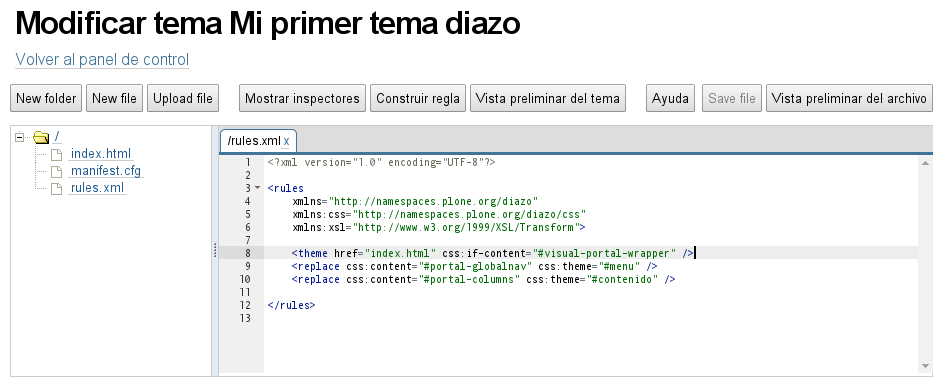 Modificar tema Mi primer tema diazo
Volver al panel de control
New folder New file Upload file Mostrar inspectores Construir regla Vista preliminar del tema Ayuda Save file Vista preliminar del archivo
/
index.html
manifest.cfg
rules.xml
/rules.xml x
1 <?xml version="1.0" encoding="UTF-8"?>
2
3 <rules
4 xmlns="http://namespaces.plone.org/diazo"
5 xmlns:css="http://namespaces.plone.org/diazo/css"
6 xmlns:xsl="http://www.w3.org/1999/XSL/Transform">
7
8 <theme href="index.html" css:if-content="#visual-portal-wrapper" />
9 <replace css:content="#portal-globalnav" css:theme="#menu" />
10 <replace css:content="#portal-columns" css:theme="#contenido" />
11
12 </rules>
13